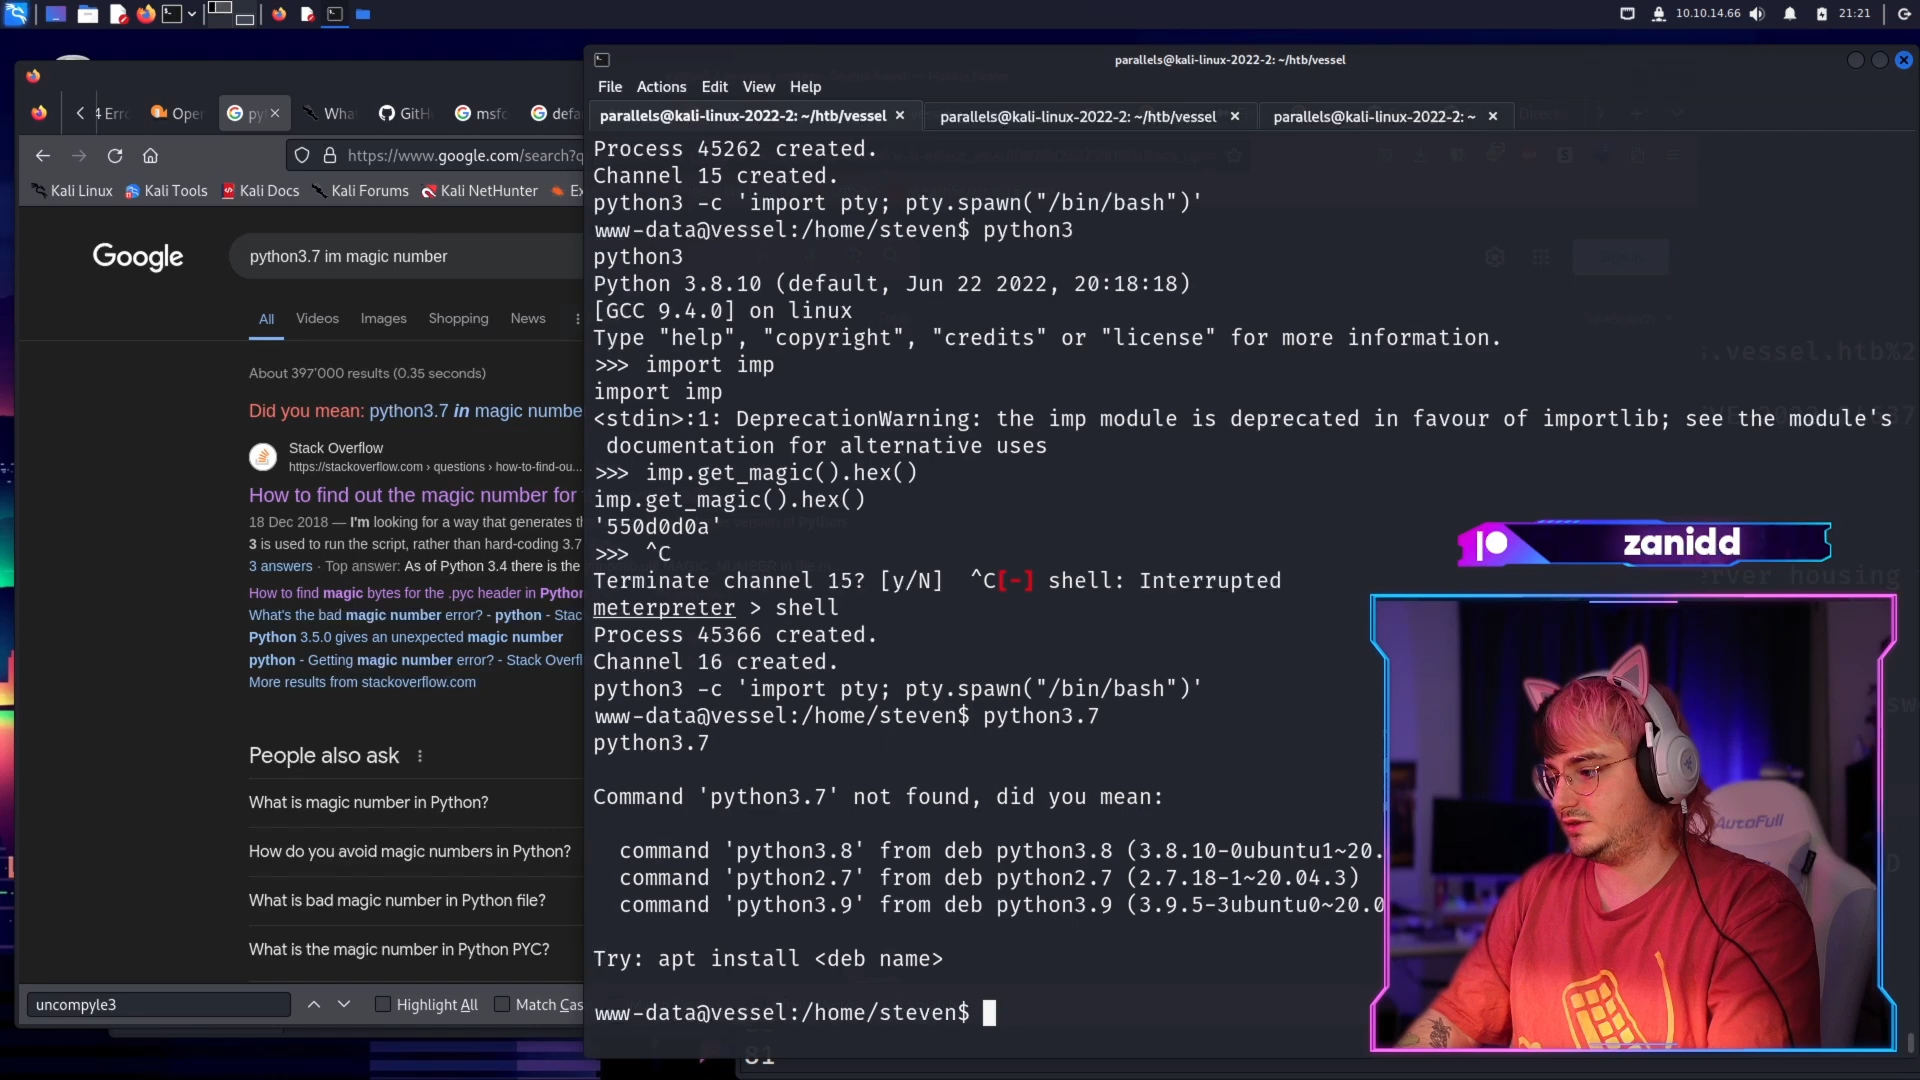 10.10.14.66
21:21
parallels@kali-linux-2022-2: ~/htb/vessel
File Actions Edit View Help
parallels@kali-linux-2022-2: ~/htb/vessel
parallels@kali-linux-2022-2: ~/htb/vessel
parallels@kali-linux-2022-2: ~
4 Err
Open
py
What
GitH
msfc
defa
https://www.google.com/search?q
Kali Linux
Kali Tools
Kali Docs
Kali Forums
Kali NetHunter
Ex
Google
python3.7 im magic number
All
Videos
Images
Shopping
News
About 397'000 results (0.35 seconds)
Did you mean: python3.7 in magic numbe
Stack Overflow
https://stackoverflow.com › questions › how-to-find-ou...
How to find out the magic number for
18 Dec 2018 — I'm looking for a way that generates th
3 is used to run the script, rather than hard-coding 3.7
3 answers · Top answer: As of Python 3.4 there is the
How to find magic bytes for the .pyc header in Python
What's the bad magic number error? - python - Stac
Python 3.5.0 gives an unexpected magic number
python - Getting magic number error? - Stack Overfl
More results from stackoverflow.com
People also ask
What is magic number in Python?
How do you avoid magic numbers in Python?
What is bad magic number in Python file?
What is the magic number in Python PYC?
uncompyle3
Highlight All
Match Cas
Process 45262 created.
Channel 15 created.
python3 -c 'import pty; pty.spawn("/bin/bash")'
www-data@vessel:/home/steven$ python3
python3
Python 3.8.10 (default, Jun 22 2022, 20:18:18)
[GCC 9.4.0] on linux
Type "help", "copyright", "credits" or "license" for more information.
>>> import imp
import imp
<stdin>:1: DeprecationWarning: the imp module is deprecated in favour of importlib; see the module's
documentation for alternative uses
>>> imp.get_magic().hex()
imp.get_magic().hex()
'550d0d0a'
>>> ^C
Terminate channel 15? [y/N]  ^C[-] shell: Interrupted
meterpreter > shell
Process 45366 created.
Channel 16 created.
python3 -c 'import pty; pty.spawn("/bin/bash")'
www-data@vessel:/home/steven$ python3.7
python3.7
Command 'python3.7' not found, did you mean:
command 'python3.8' from deb python3.8 (3.8.10-0ubuntu1~20.
command 'python2.7' from deb python2.7 (2.7.18-1~20.04.3)
command 'python3.9' from deb python3.9 (3.9.5-3ubuntu0~20.0
Try: apt install <deb name>
www-data@vessel:/home/steven$
81
s.vessel.htb%2
erver housing
zanidd
AutoFull